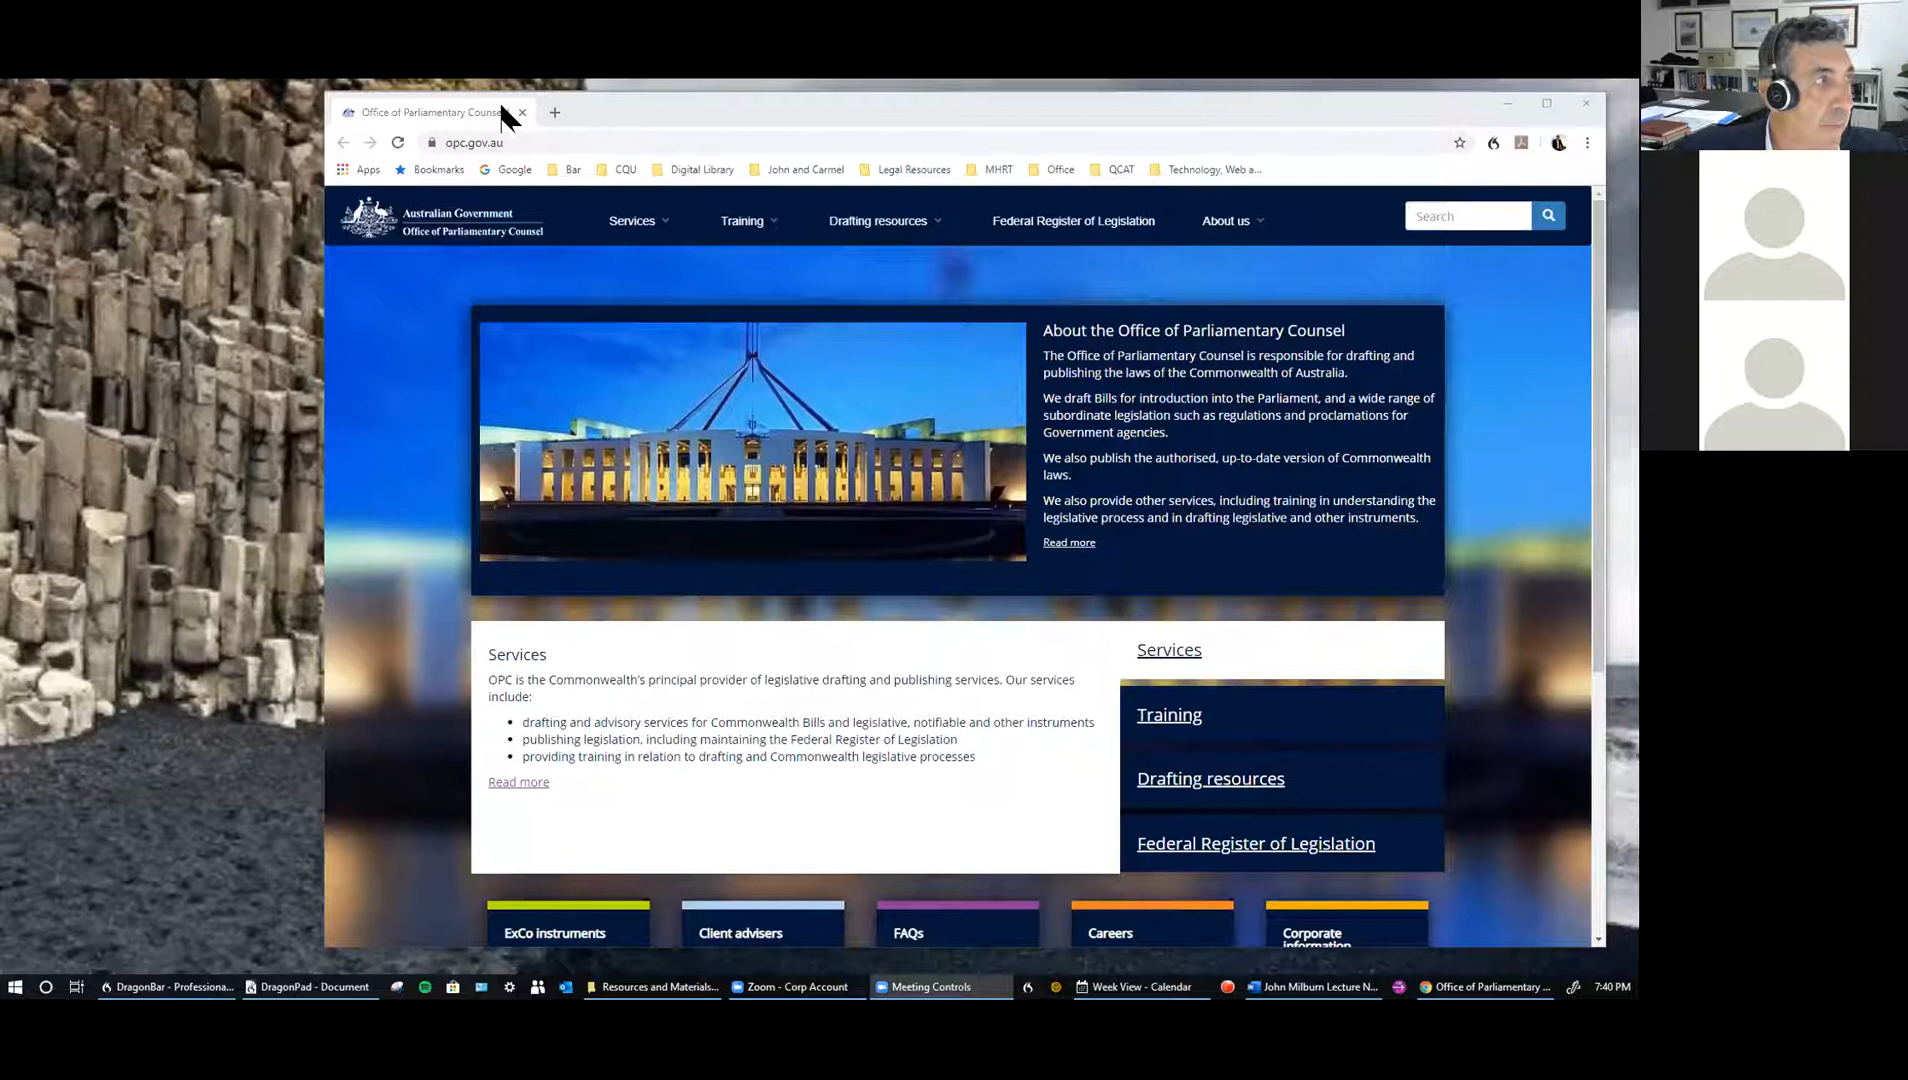 Office of Parliamentary Counse
opc.gov.au
Apps
Bookmarks
Google
Bar
CQU
Digital Library
John and Carmel
Legal Resources
MHRT
Office
QCAT
Technology, Web a...
Australian Government
Office of Parliamentary Counsel
Services
Training
Drafting resources
Federal Register of Legislation
About us
Search
About the Office of Parliamentary Counsel
The Office of Parliamentary Counsel is responsible for drafting and
publishing the laws of the Commonwealth of Australia.
We draft Bills for introduction into the Parliament, and a wide range of
subordinate legislation such as regulations and proclamations for
Government agencies.
We also publish the authorised, up-to-date version of Commonwealth
laws.
We also provide other services, including training in understanding the
legislative process and in drafting legislative and other instruments.
Read more
Services
OPC is the Commonwealth's principal provider of legislative drafting and publishing services. Our services
include:
• drafting and advisory services for Commonwealth Bills and legislative, notifiable and other instruments
• publishing legislation, including maintaining the Federal Register of Legislation
• providing training in relation to drafting and Commonwealth legislative processes
Read more
Services
Training
Drafting resources
Federal Register of Legislation
ExCo instruments
Client advisers
FAQs
Careers
Corporate
information
DragonBar - Professiona...
DragonPad - Document
Resources and Materials...
Zoom - Corp Account
Meeting Controls
Week View - Calendar
John Milburn Lecture N...
Office of Parliamentary ...
7:40 PM